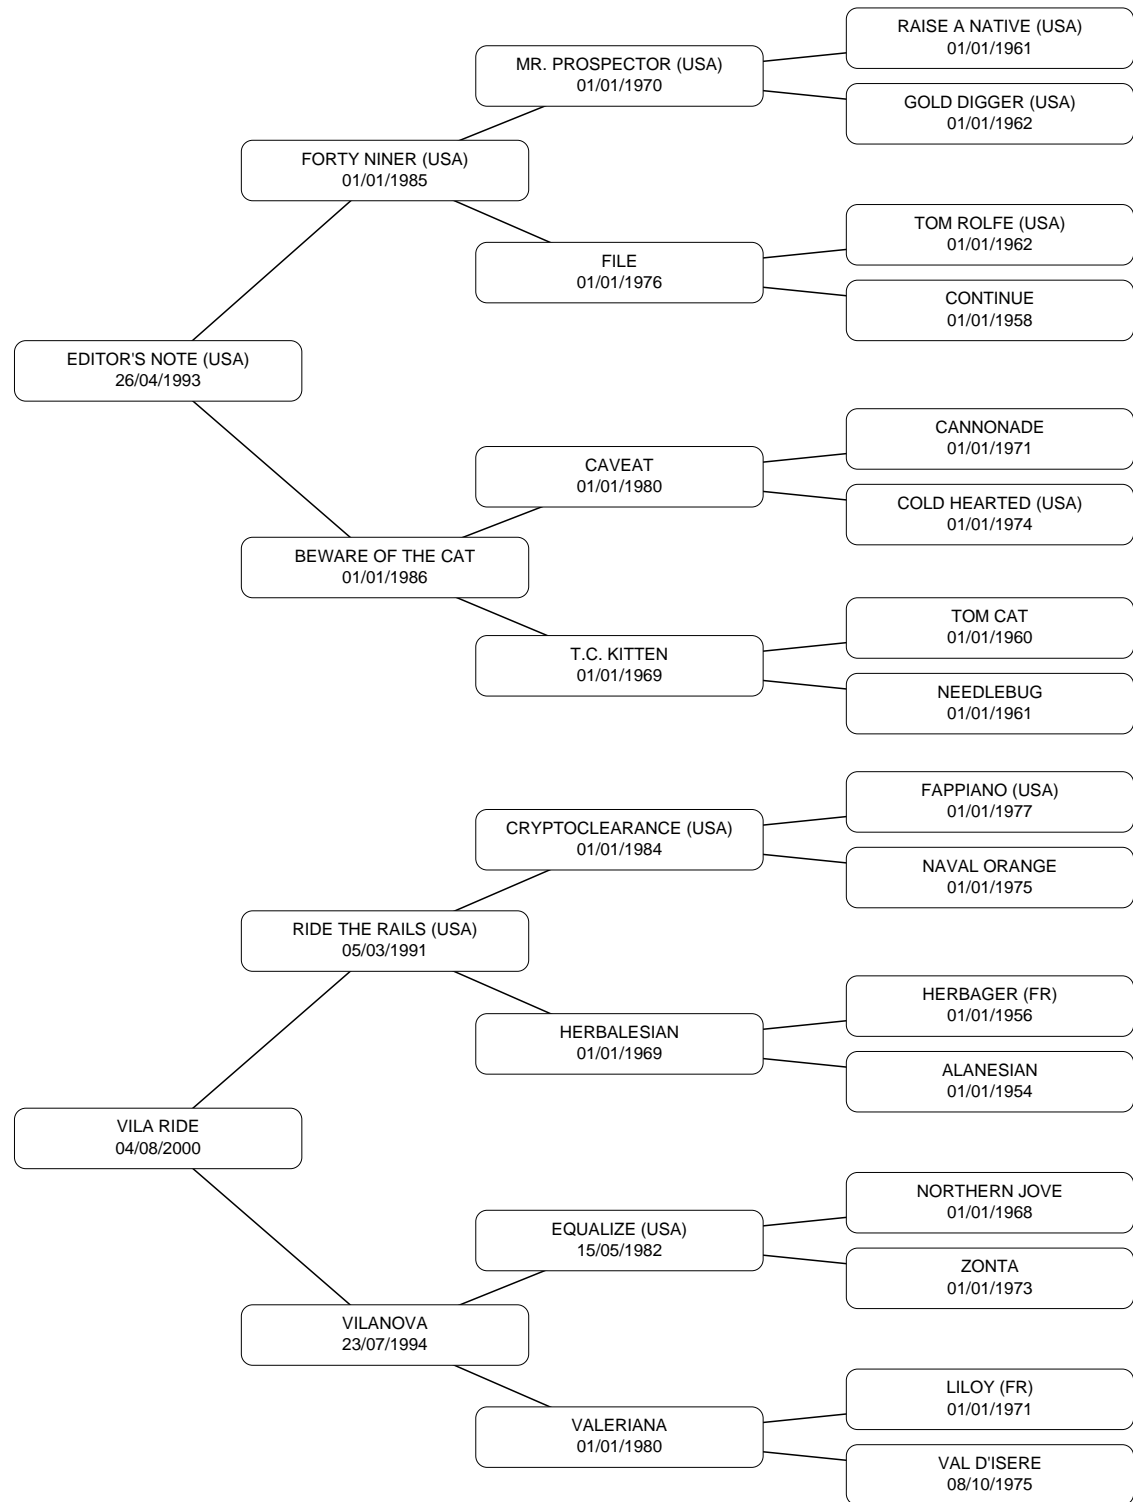 RAISE A NATIVE (USA)
01/01/1961
MR. PROSPECTOR (USA)
01/01/1970
GOLD DIGGER (USA)
01/01/1962
FORTY NINER (USA)
01/01/1985
TOM ROLFE (USA)
01/01/1962
FILE
01/01/1976
CONTINUE
01/01/1958
EDITOR'S NOTE (USA)
26/04/1993
CANNONADE
01/01/1971
CAVEAT
01/01/1980
COLD HEARTED (USA)
01/01/1974
BEWARE OF THE CAT
01/01/1986
TOM CAT
01/01/1960
T.C. KITTEN
01/01/1969
NEEDLEBUG
01/01/1961
FAPPIANO (USA)
01/01/1977
CRYPTOCLEARANCE (USA)
01/01/1984
NAVAL ORANGE
01/01/1975
RIDE THE RAILS (USA)
05/03/1991
HERBAGER (FR)
01/01/1956
HERBALESIAN
01/01/1969
ALANESIAN
01/01/1954
VILA RIDE
04/08/2000
NORTHERN JOVE
01/01/1968
EQUALIZE (USA)
15/05/1982
ZONTA
01/01/1973
VILANOVA
23/07/1994
LILOY (FR)
01/01/1971
VALERIANA
01/01/1980
VAL D'ISERE
08/10/1975